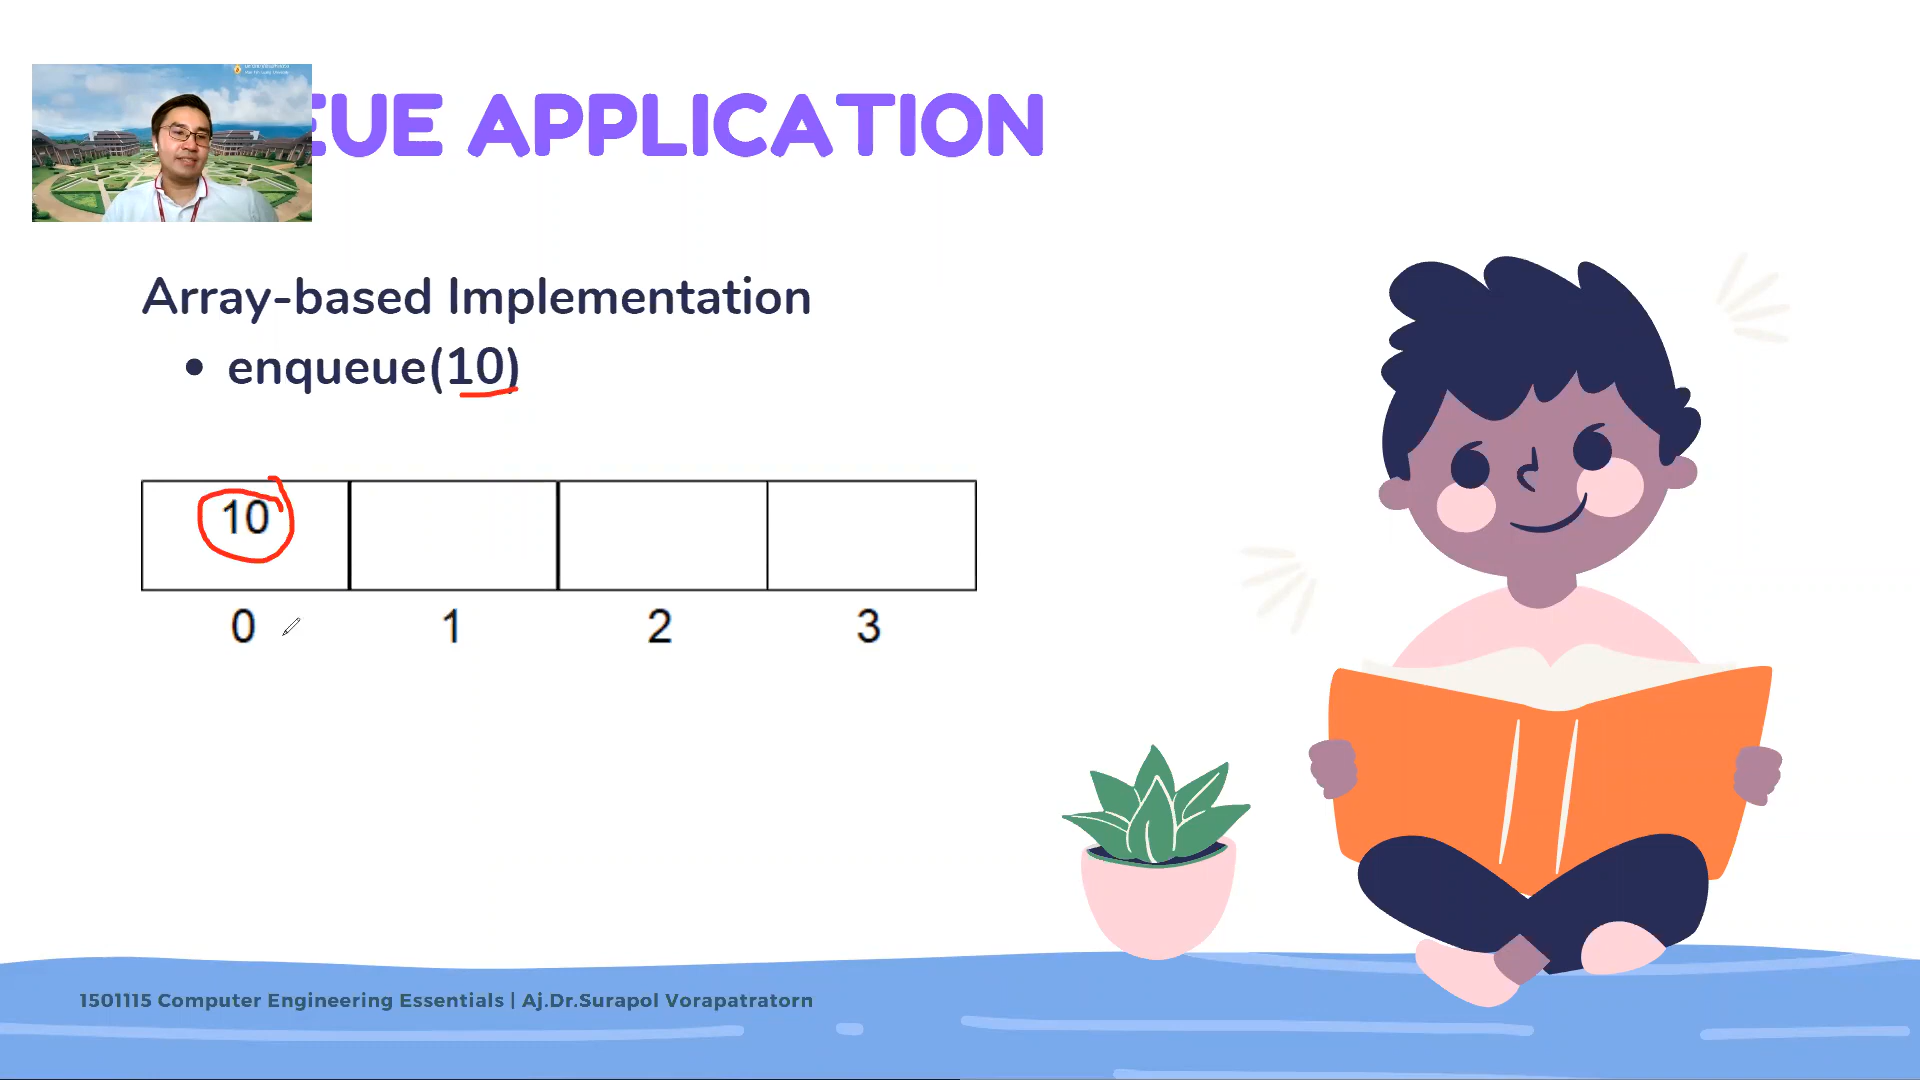 EUE APPLICATION
Array-based Implementation
• enqueue(10)
10
0 1 2 3
1501115 Computer Engineering Essentials | Aj.Dr.Surapol Vorapatratorn